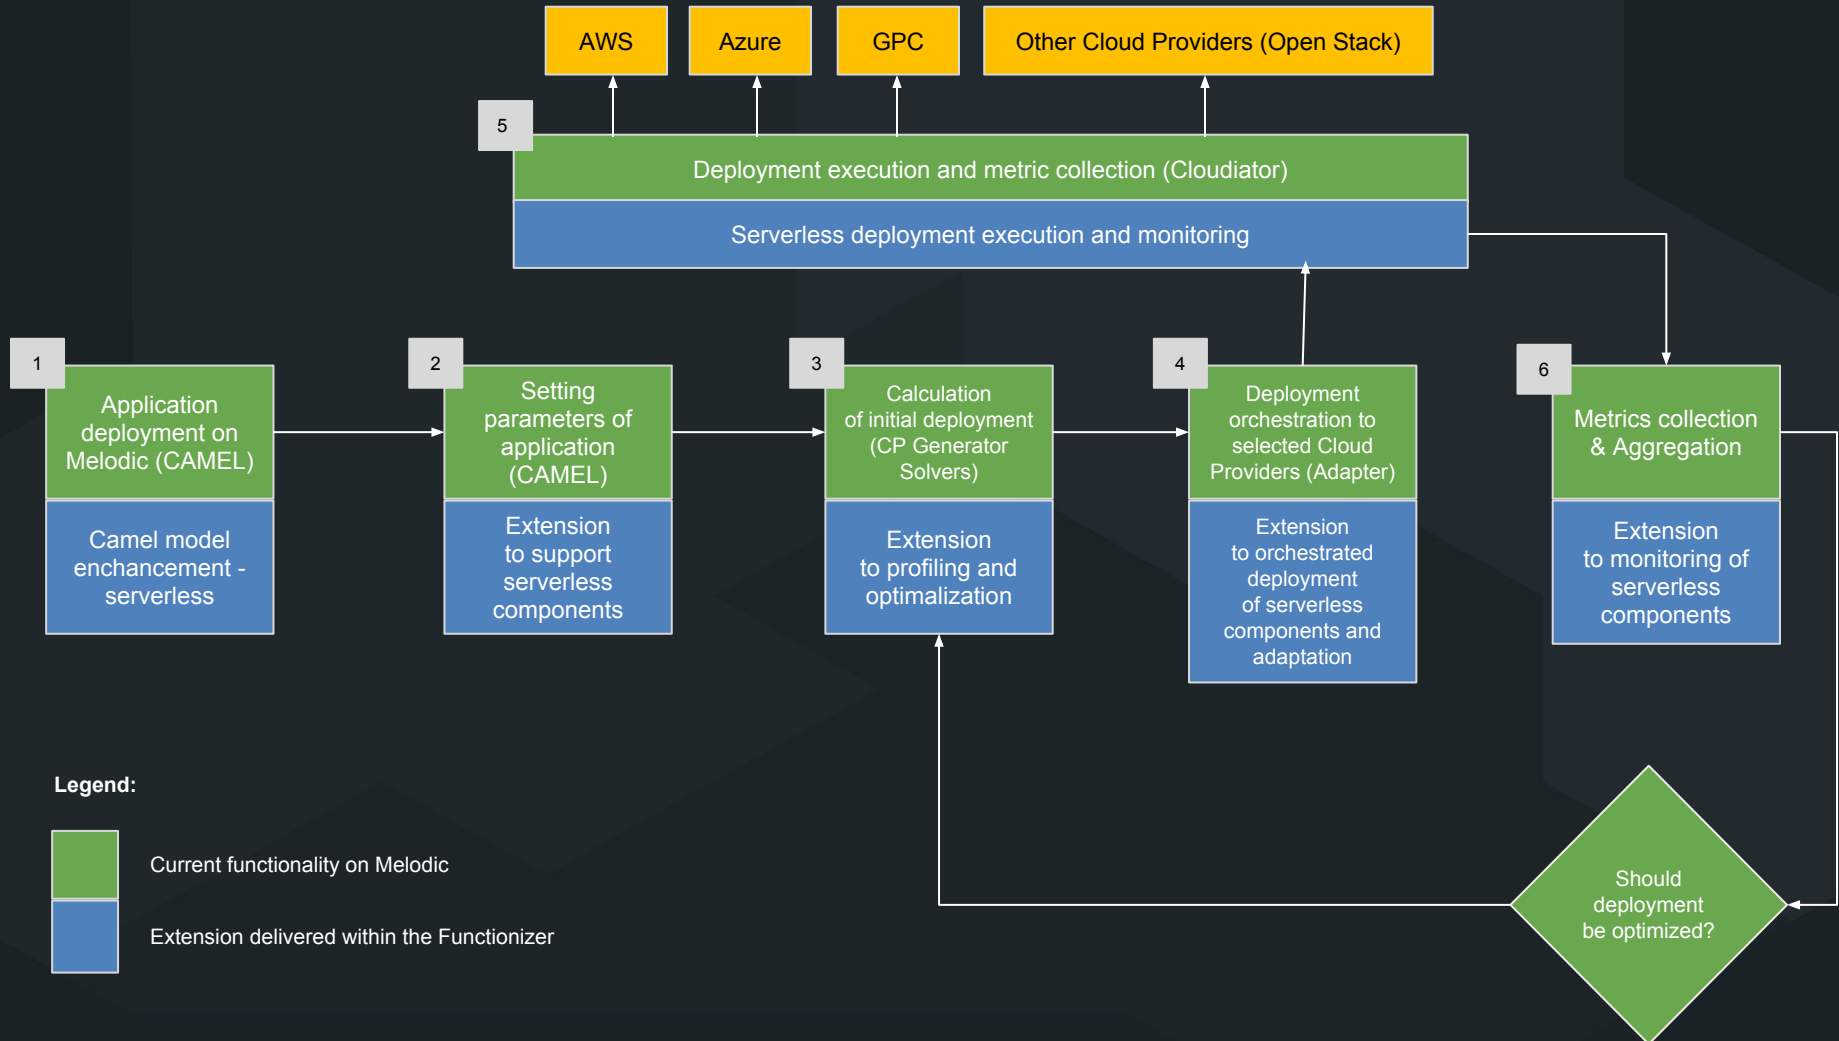 AWS
Azure
GPC
Other Cloud Providers (Open Stack)
5
Deployment execution and metric collection (Cloudiator)
Serverless deployment execution and monitoring
1
Application
deployment on
Melodic (CAMEL)
Camel model
enchancement -
serverless
2
Setting
parameters of
application
(CAMEL)
Extension
to support
serverless
components
3
Calculation
of initial deployment
(CP Generator
Solvers)
Extension
to profiling and
optimalization
4
Deployment
orchestration to
selected Cloud
Providers (Adapter)
Extension
to orchestrated
deployment
of serverless
components and
adaptation
6
Metrics collection
& Aggregation
Extension
to monitoring of
serverless
components
Should
deployment
be optimized?
Legend:
Current functionality on Melodic
Extension delivered within the Functionizer